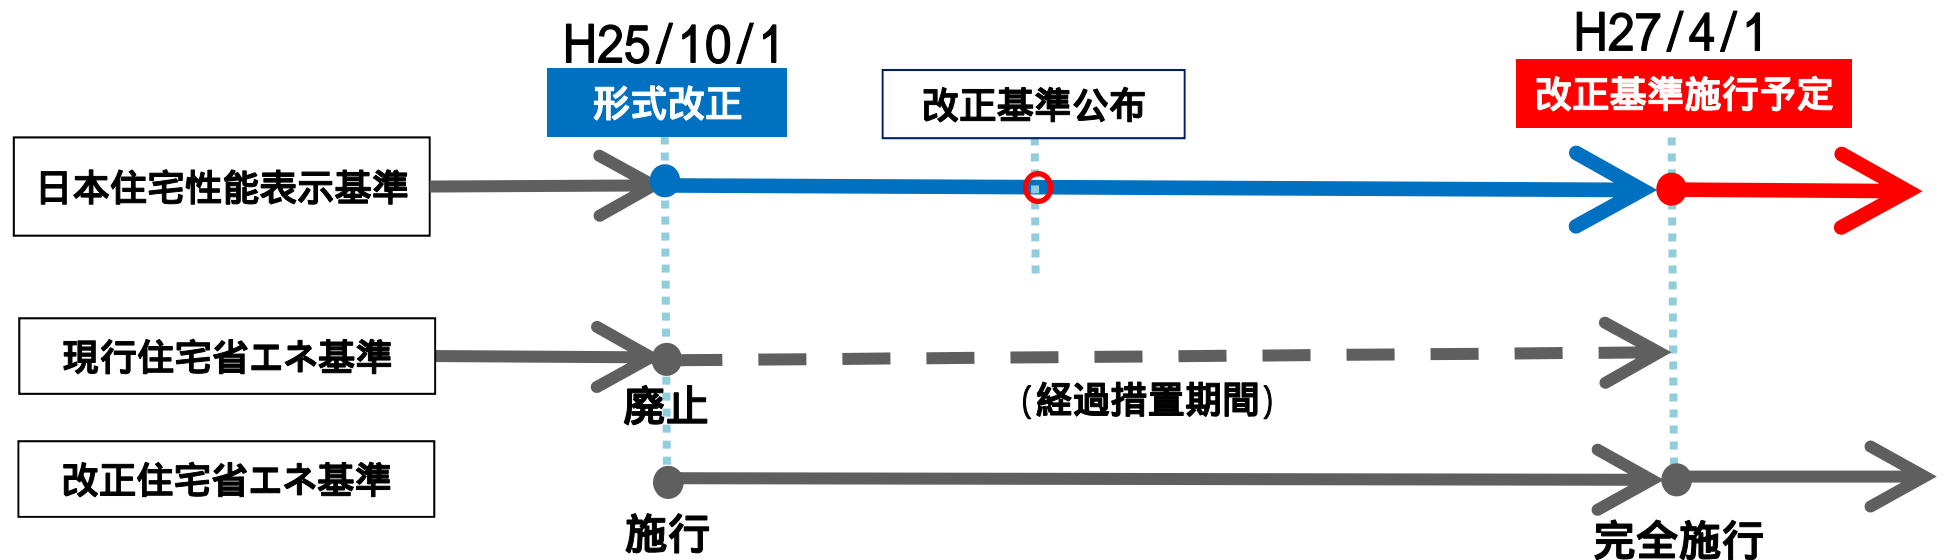 H25/10/1
H27/4/1
形式改正
改正基準公布
改正基準施行予定
日本住宅性能表示基準
現行住宅省エネ基準
廃止
(経過措置期間)
改正住宅省エネ基準
施行
完全施行